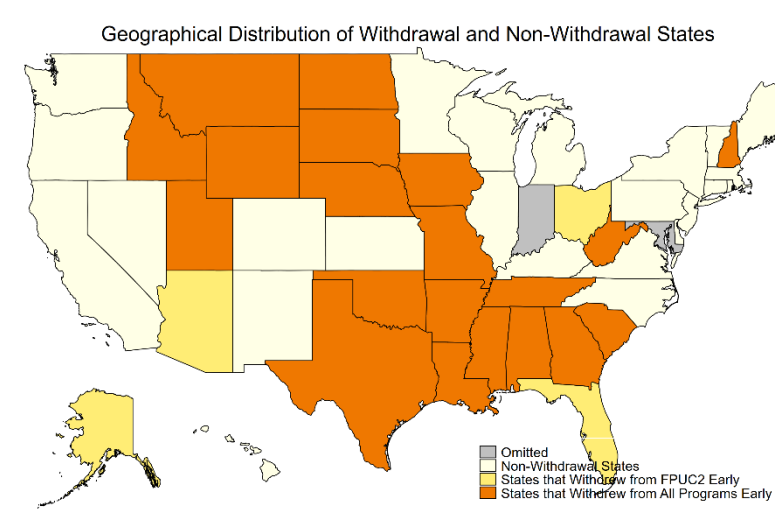 Geographical Distribution of Withdrawal and Non-Withdrawal States
Omitted
Non-Withdrawal States
States that Withdrew from FPUC2 Early
States that Withdrew from All Programs Early